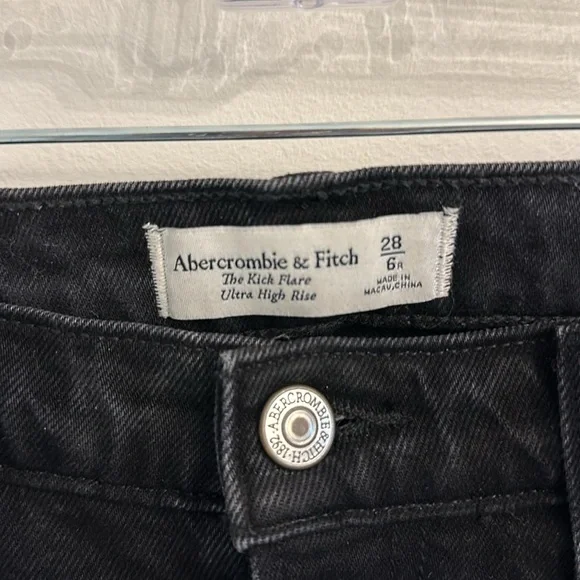 Abercrombie & Fitch
The Kick Flare
Ultra High Rise
28
6R
MADE IN
MACAU, CHINA
ABERCROMBIE & FITCH · 1892 ·